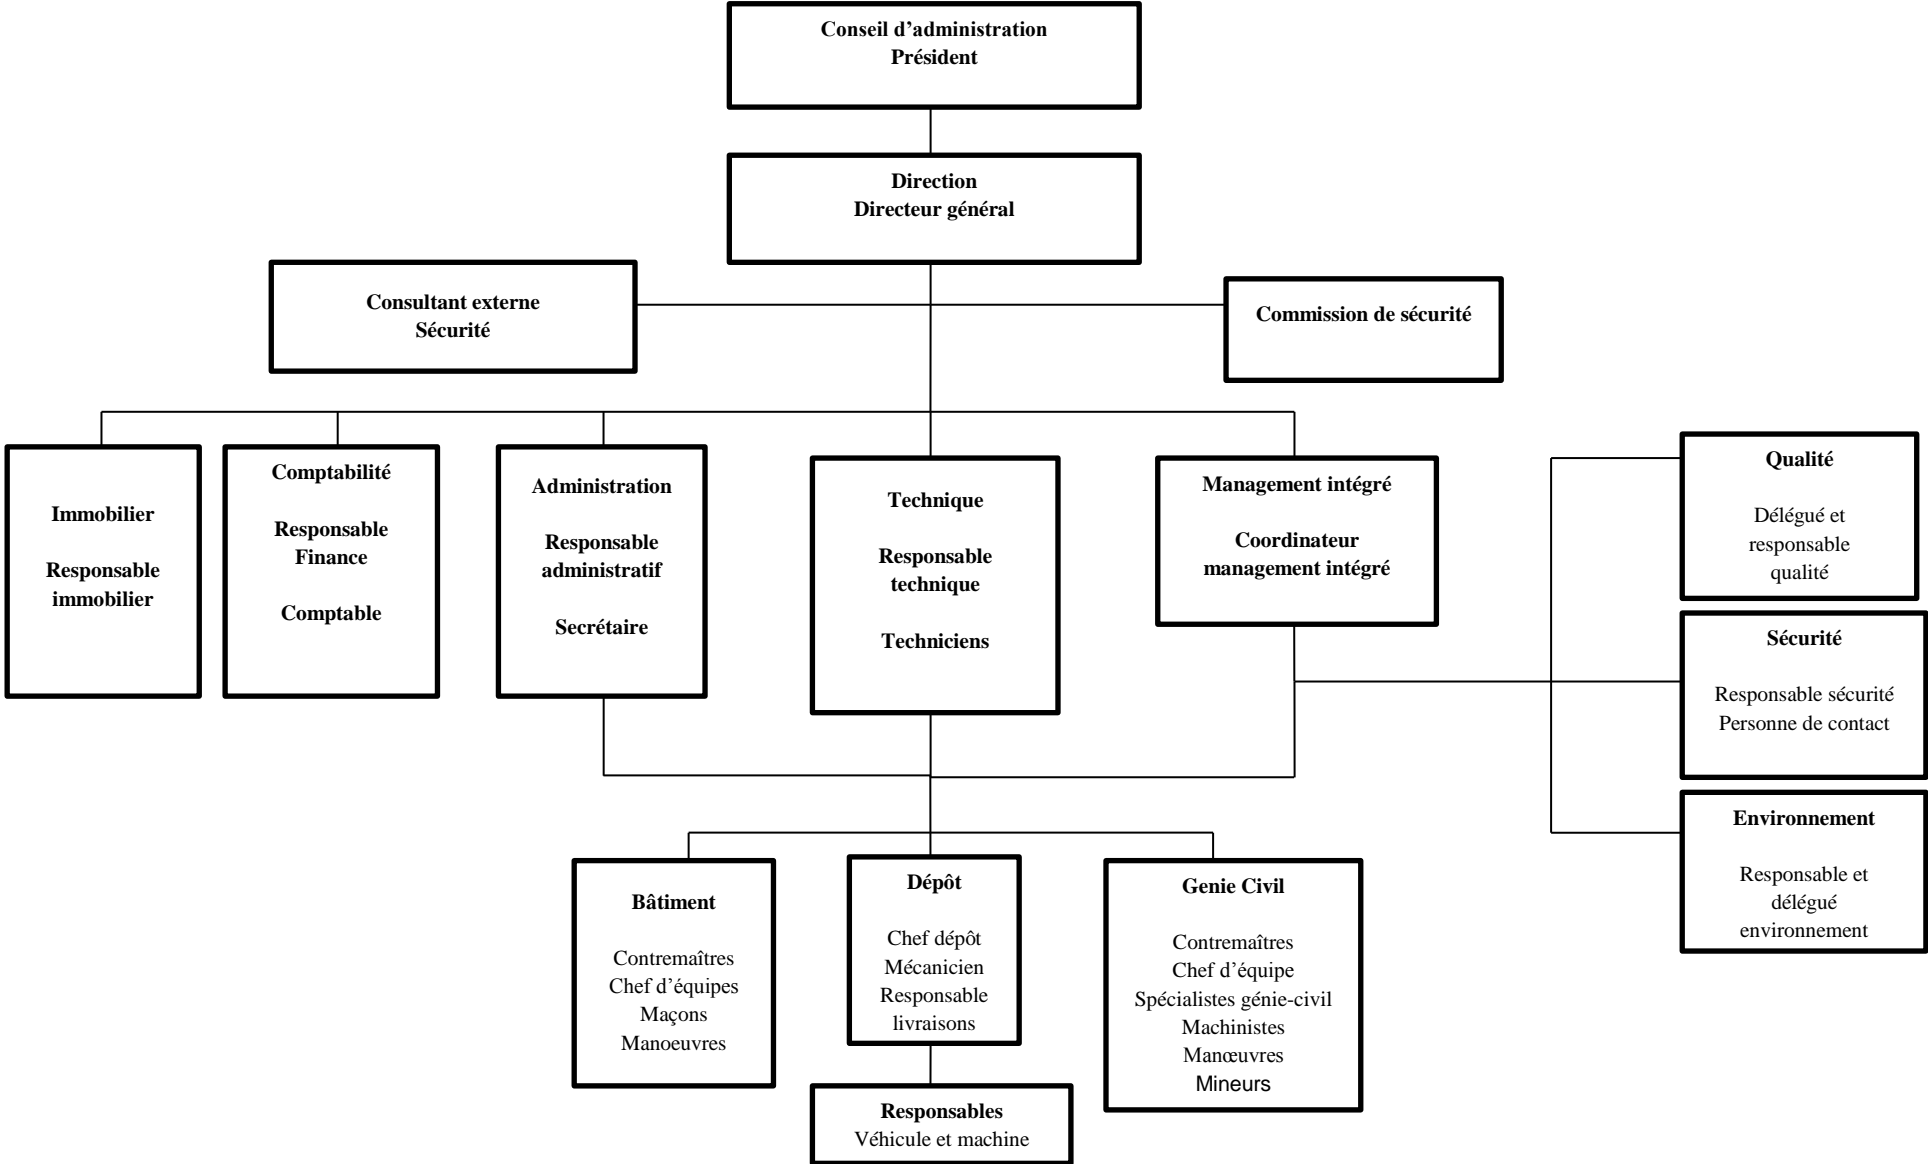 Conseil d’administration
Président
Direction
Directeur général
Consultant externe
Sécurité
Commission de sécurité
Immobilier
Responsable
immobilier
Comptabilité
Responsable
Finance
Comptable
Administration
Responsable
administratif
Secrétaire
Technique
Responsable
technique
Techniciens
Management intégré
Coordinateur
management intégré
Qualité
Délégué et
responsable
qualité
Sécurité
Responsable sécurité
Personne de contact
Environnement
Responsable et
délégué
environnement
Bâtiment
Contremaîtres
Chef d’équipes
Maçons
Manoeuvres
Dépôt
Chef dépôt
Mécanicien
Responsable
livraisons
Genie Civil
Contremaîtres
Chef d’équipe
Spécialistes génie-civil
Machinistes
Manœuvres
Mineurs
Responsables
Véhicule et machine